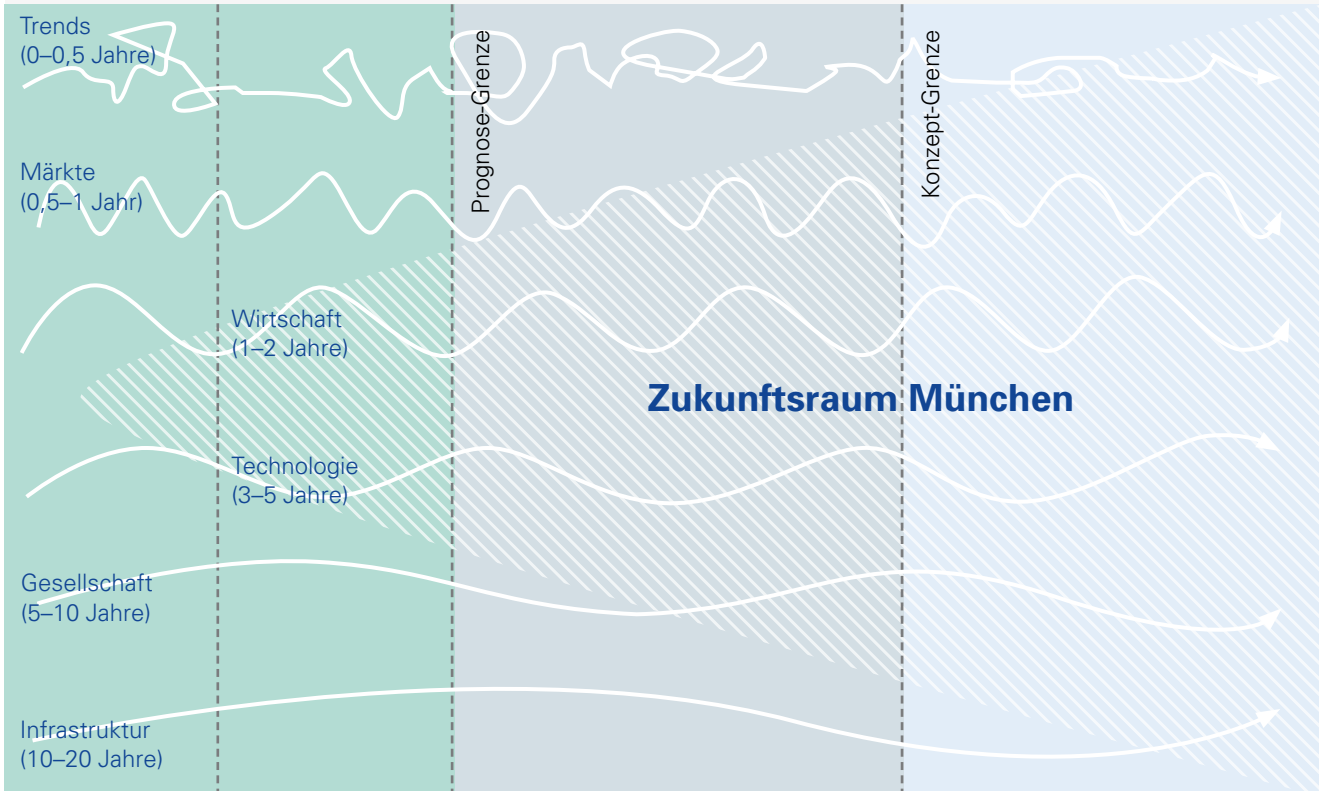 Trends
(0–0,5 Jahre)
Prognose-Grenze
Konzept-Grenze
Märkte
(0,5–1 Jahr)
Wirtschaft
(1–2 Jahre)
Zukunftsraum München
Technologie
(3–5 Jahre)
Gesellschaft
(5–10 Jahre)
Infrastruktur
(10–20 Jahre)